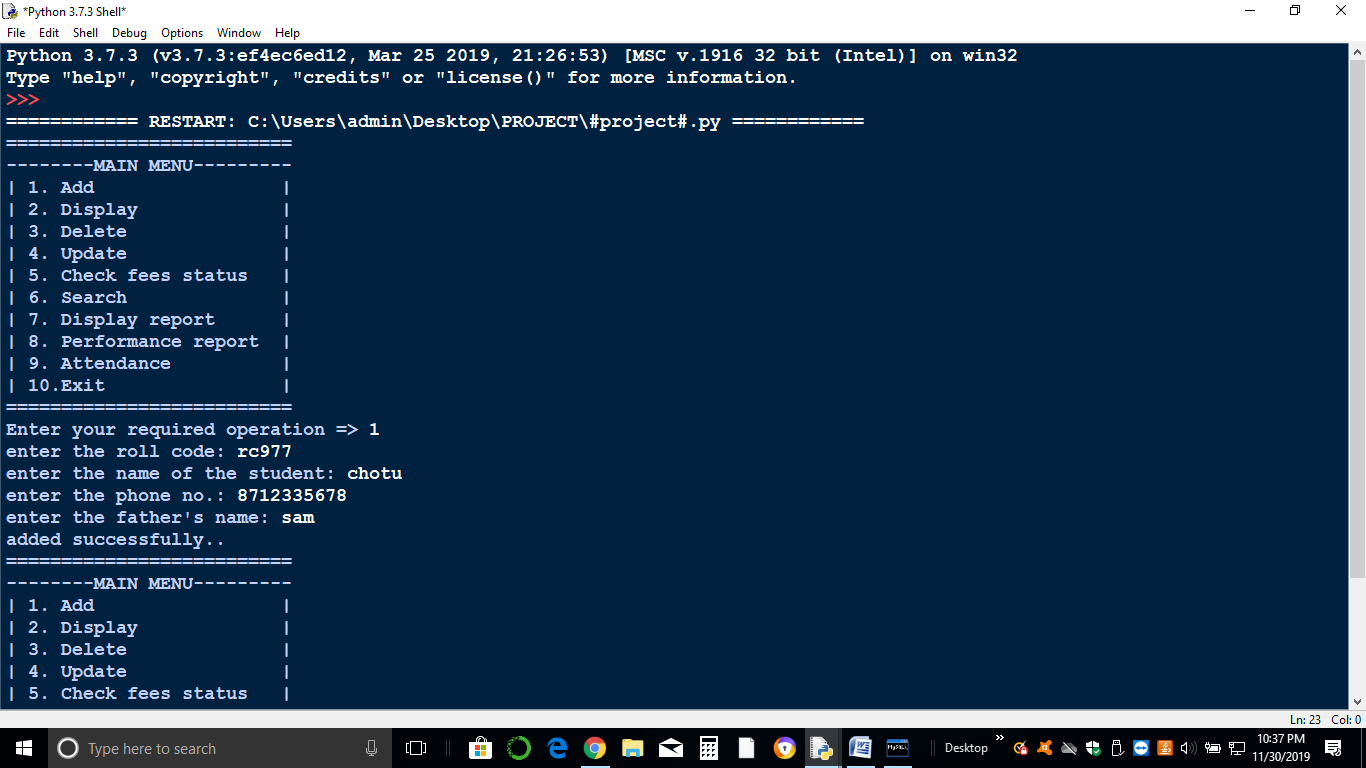 *Python 3.7.3 Shell*
File Edit Shell Debug Options Window Help
Python 3.7.3 (v3.7.3:ef4ec6ed12, Mar 25 2019, 21:26:53) [MSC v.1916 32 bit (Intel)] on win32
Type "help", "copyright", "credits" or "license()" for more information.
>>>
============ RESTART: C:\Users\admin\Desktop\PROJECT\#project#.py ============
==========================
--------MAIN MENU---------
| 1. Add                 |
| 2. Display             |
| 3. Delete              |
| 4. Update              |
| 5. Check fees status   |
| 6. Search              |
| 7. Display report      |
| 8. Performance report  |
| 9. Attendance          |
| 10.Exit                |
==========================
Enter your required operation => 1
enter the roll code: rc977
enter the name of the student: chotu
enter the phone no.: 8712335678
enter the father's name: sam
added successfully..
==========================
--------MAIN MENU---------
| 1. Add                 |
| 2. Display             |
| 3. Delete              |
| 4. Update              |
| 5. Check fees status   |
Ln: 23 Col: 0
Type here to search
Desktop
10:37 PM
11/30/2019